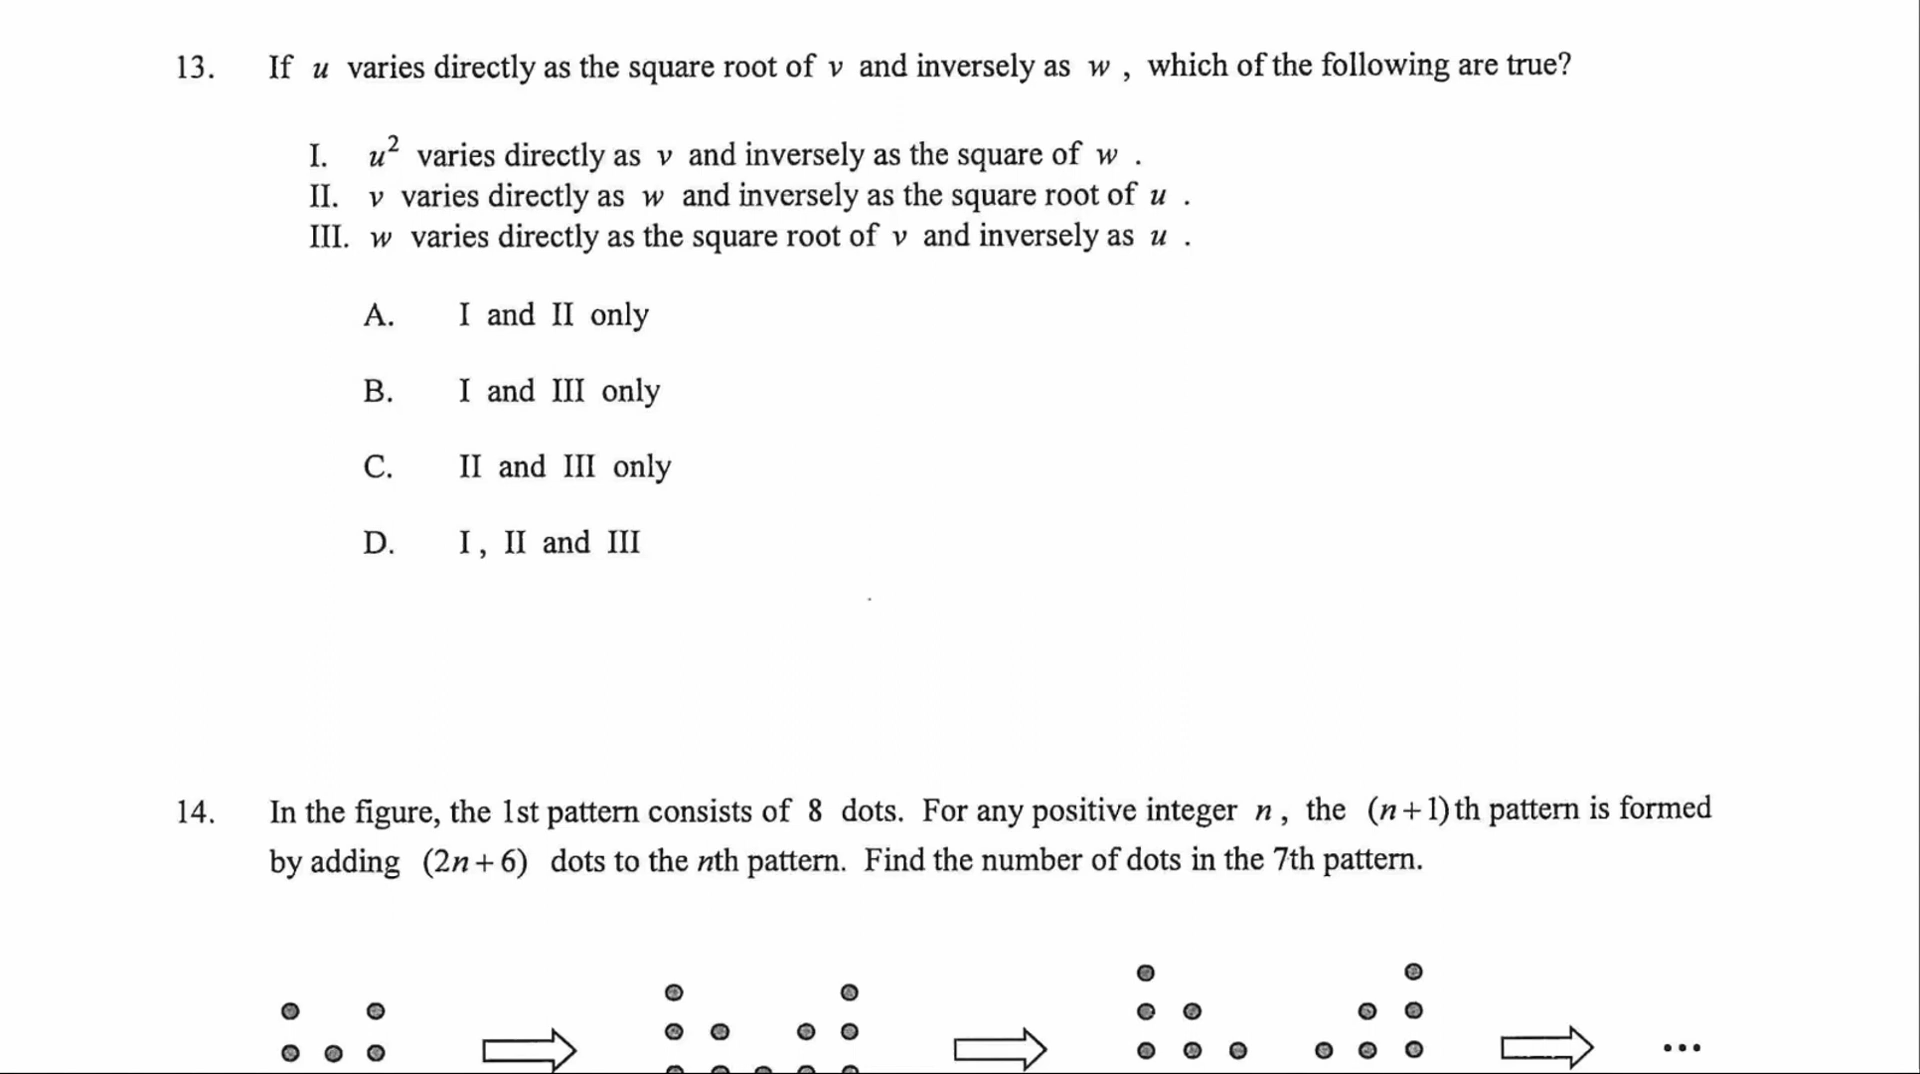 13. If u varies directly as the square root of v and inversely as w , which of the following are true?
I. u² varies directly as v and inversely as the square of w .
II. v varies directly as w and inversely as the square root of u .
III. w varies directly as the square root of v and inversely as u .
A. I and II only
B. I and III only
C. II and III only
D. I , II and III
14. In the figure, the 1st pattern consists of 8 dots. For any positive integer n , the (n+1)th pattern is formed
by adding (2n+6) dots to the nth pattern. Find the number of dots in the 7th pattern.
...